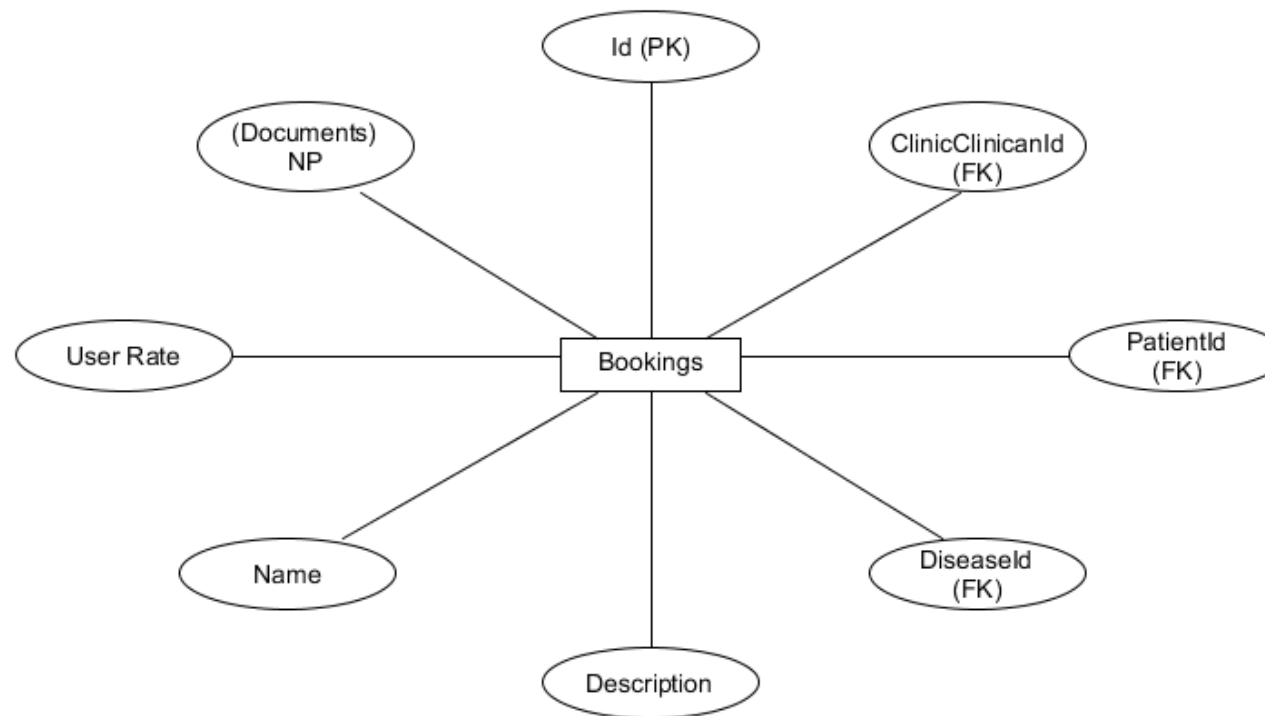 Id (PK)
(Documents)
NP
ClinicClinicanId
(FK)
User Rate
Bookings
PatientId
(FK)
Name
DiseaseId
(FK)
Description